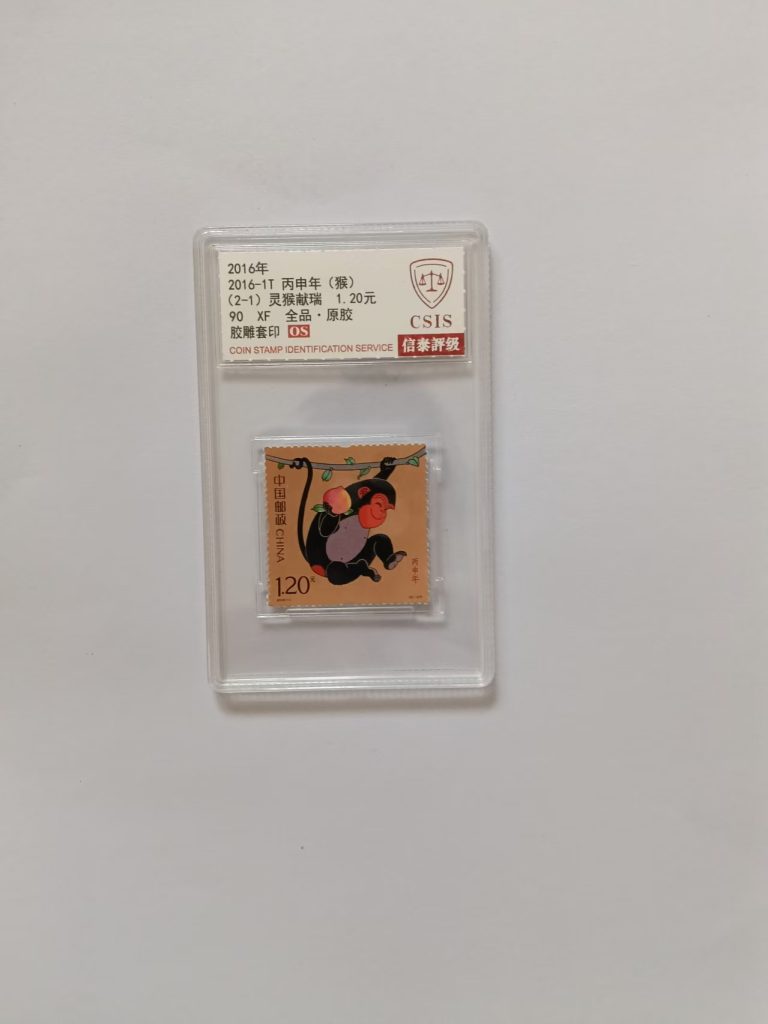 2016年
2016-1T 丙申年（猴）
（2-1）灵猴献瑞 1.20元
90 XF 全品·原胶
胶雕套印 OS
COIN STAMP IDENTIFICATION SERVICE
CSIS
信泰評级
中国邮政 CHINA
1.20元
丙申年